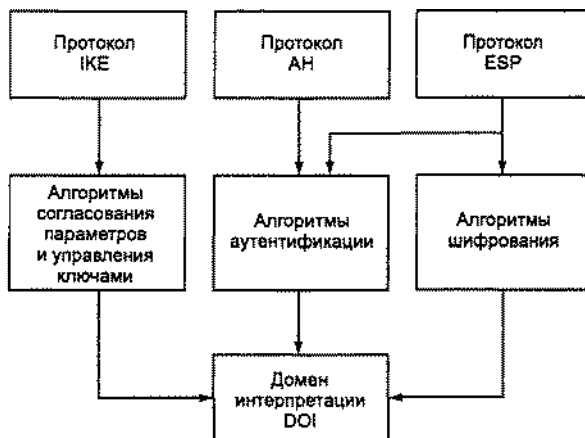 Протокол
IKE
Протокол
AH
Протокол
ESP
Алгоритмы
согласования
параметров
и управления
ключами
Алгоритмы
аутентификации
Алгоритмы
шифрования
Домен
интерпретации
DOI